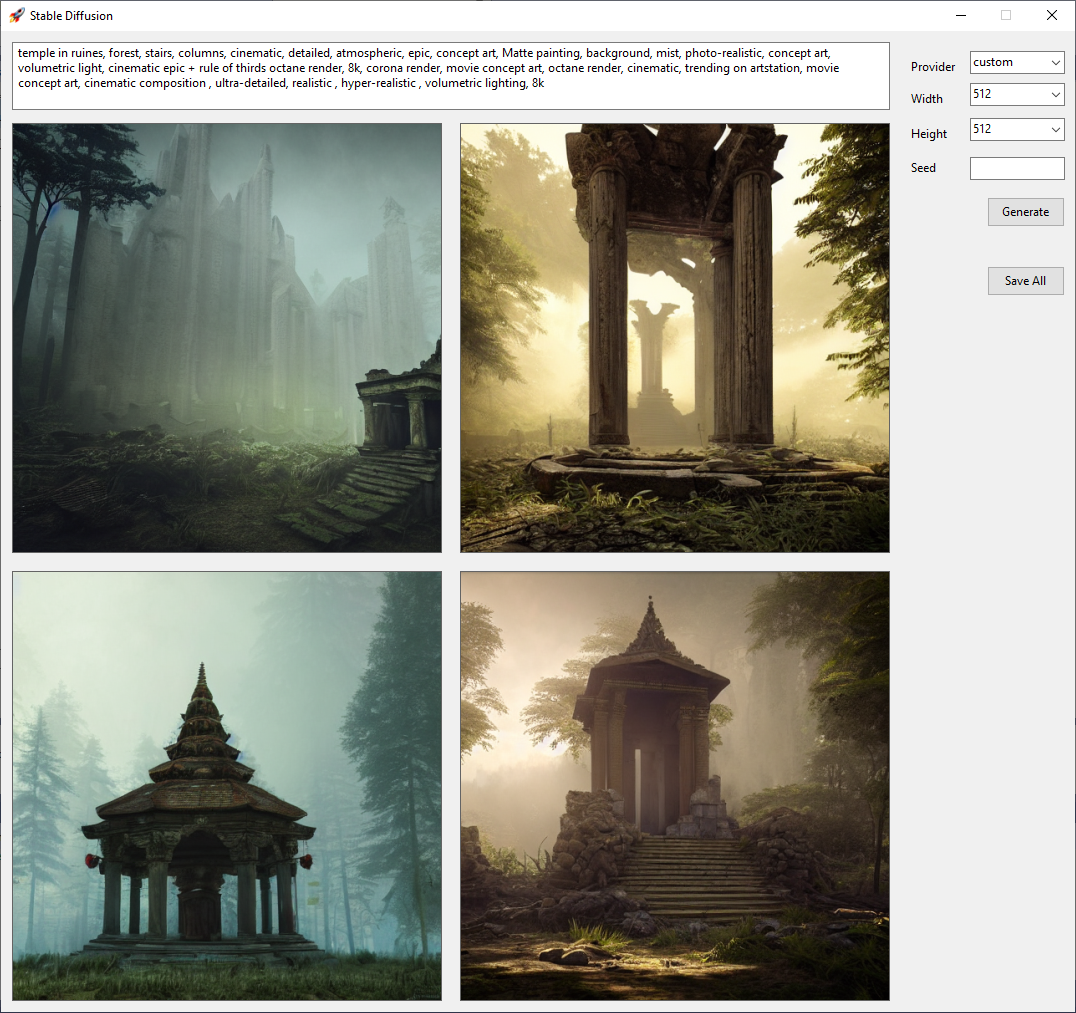 Stable Diffusion
temple in ruines, forest, stairs, columns, cinematic, detailed, atmospheric, epic, concept art, Matte painting, background, mist, photo-realistic, concept art,
volumetric light, cinematic epic + rule of thirds octane render, 8k, corona render, movie concept art, octane render, cinematic, trending on artstation, movie
concept art, cinematic composition , ultra-detailed, realistic , hyper-realistic , volumetric lighting, 8k
Provider custom
Width 512
Height 512
Seed
Generate
Save All